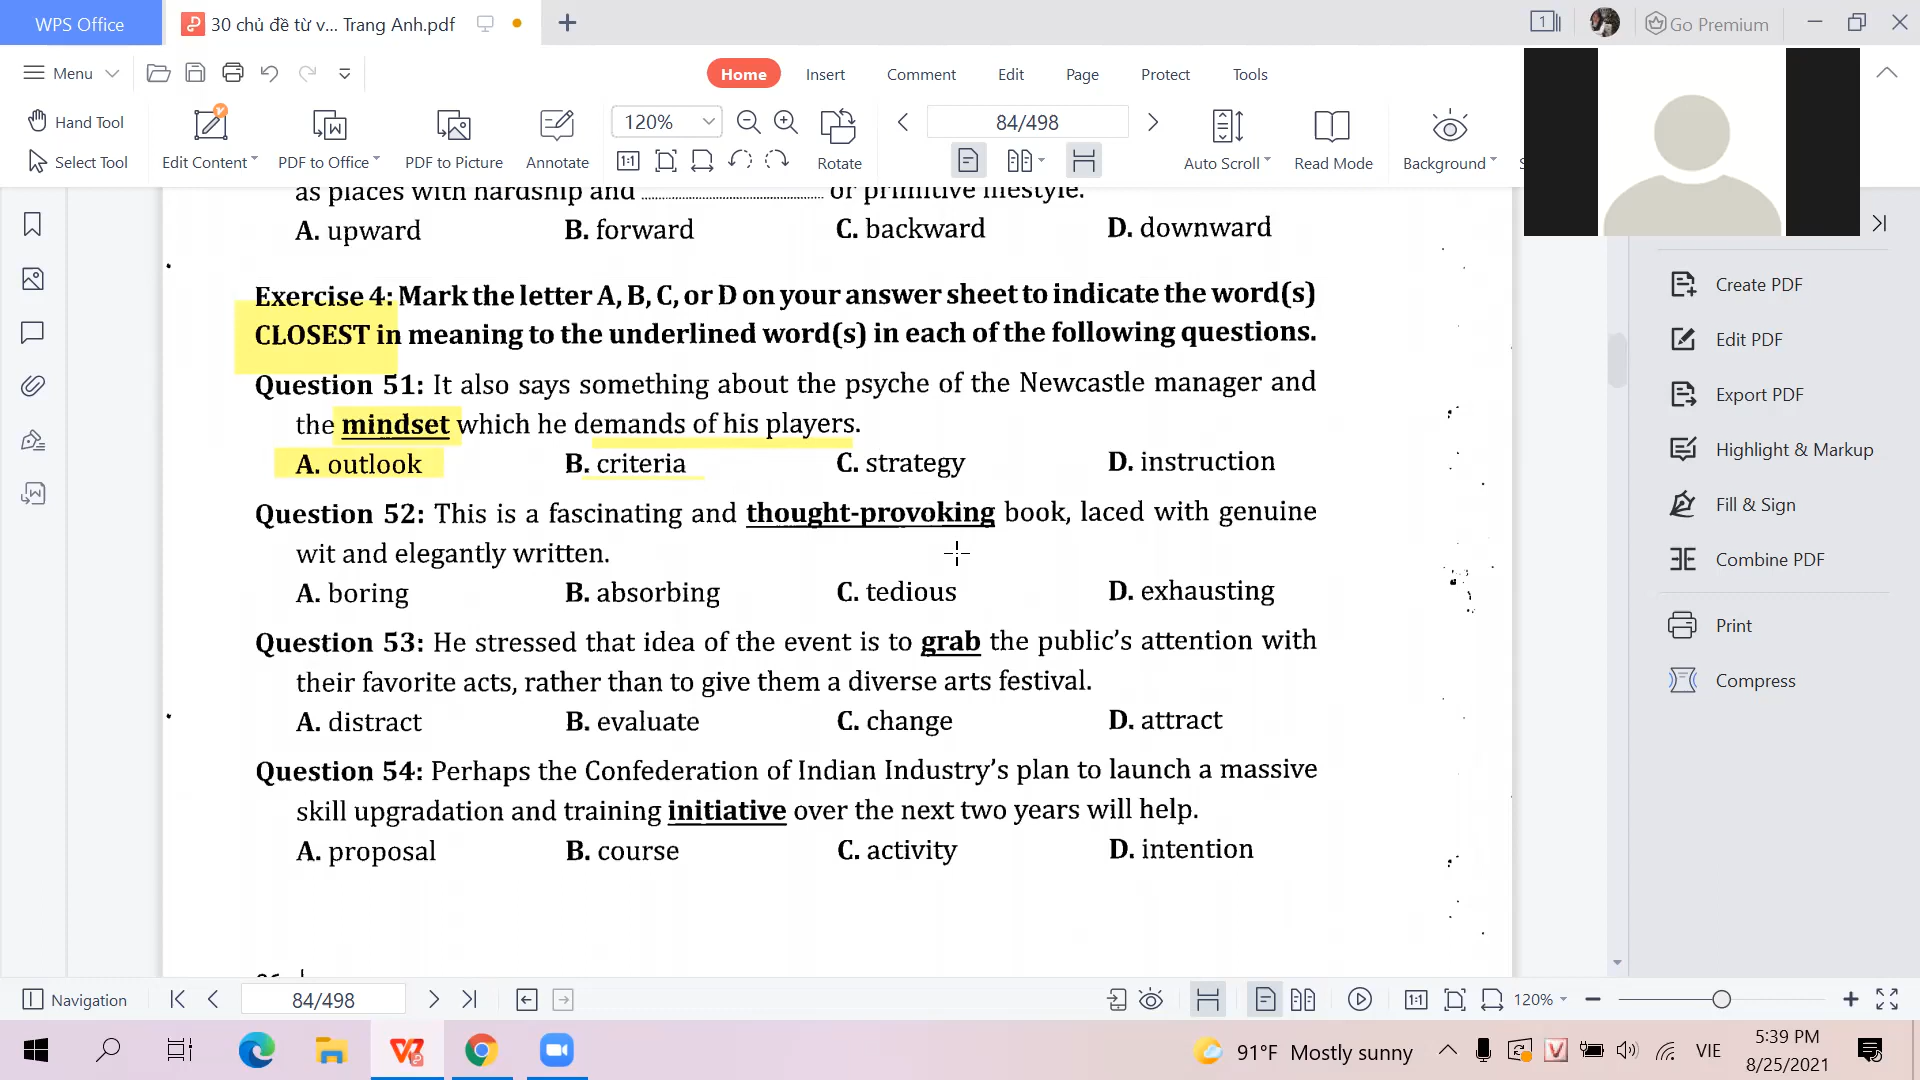 WPS Office
30 chủ đề từ v... Trang Anh.pdf
1
Go Premium
Menu
Home
Insert
Comment
Edit
Page
Protect
Tools
Hand Tool
Select Tool
Edit Content
PDF to Office
PDF to Picture
Annotate
120%
Rotate
84/498
Auto Scroll
Read Mode
Background
as places with hardship and ........................ or primitive lifestyle.
A. upward B. forward C. backward D. downward
Exercise 4: Mark the letter A, B, C, or D on your answer sheet to indicate the word(s)
CLOSEST in meaning to the underlined word(s) in each of the following questions.
Question 51: It also says something about the psyche of the Newcastle manager and
the mindset which he demands of his players.
A. outlook B. criteria C. strategy D. instruction
Question 52: This is a fascinating and thought-provoking book, laced with genuine
wit and elegantly written.
A. boring B. absorbing C. tedious D. exhausting
Question 53: He stressed that idea of the event is to grab the public's attention with
their favorite acts, rather than to give them a diverse arts festival.
A. distract B. evaluate C. change D. attract
Question 54: Perhaps the Confederation of Indian Industry's plan to launch a massive
skill upgradation and training initiative over the next two years will help.
A. proposal B. course C. activity D. intention
Create PDF
Edit PDF
Export PDF
Highlight & Markup
Fill & Sign
Combine PDF
Print
Compress
Navigation
84/498
120%
91°F Mostly sunny
VIE
5:39 PM
8/25/2021